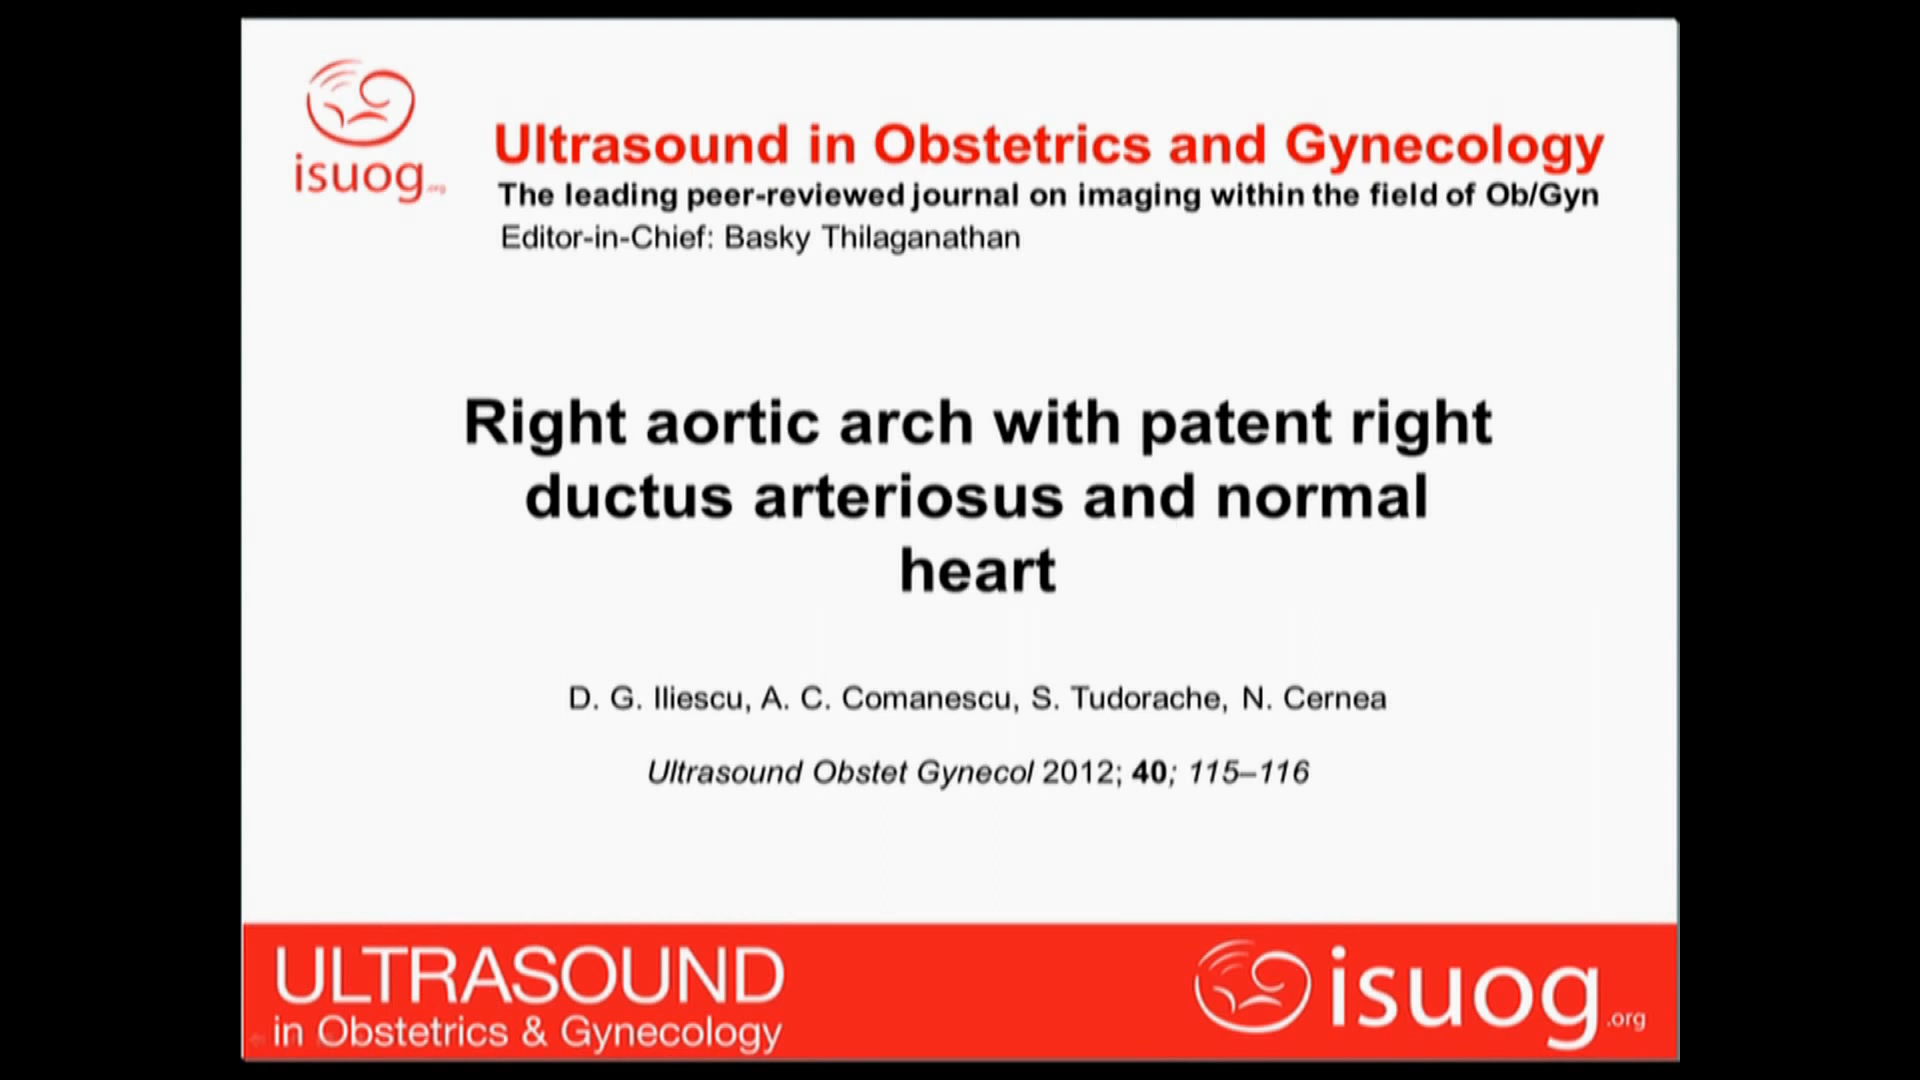 isuog.org
Ultrasound in Obstetrics and Gynecology
The leading peer-reviewed journal on imaging within the field of Ob/Gyn
Editor-in-Chief: Basky Thilaganathan
Right aortic arch with patent right
ductus arteriosus and normal
heart
D. G. Iliescu, A. C. Comanescu, S. Tudorache, N. Cernea
Ultrasound Obstet Gynecol 2012; 40; 115–116
ULTRASOUND
in Obstetrics & Gynecology
isuog.org